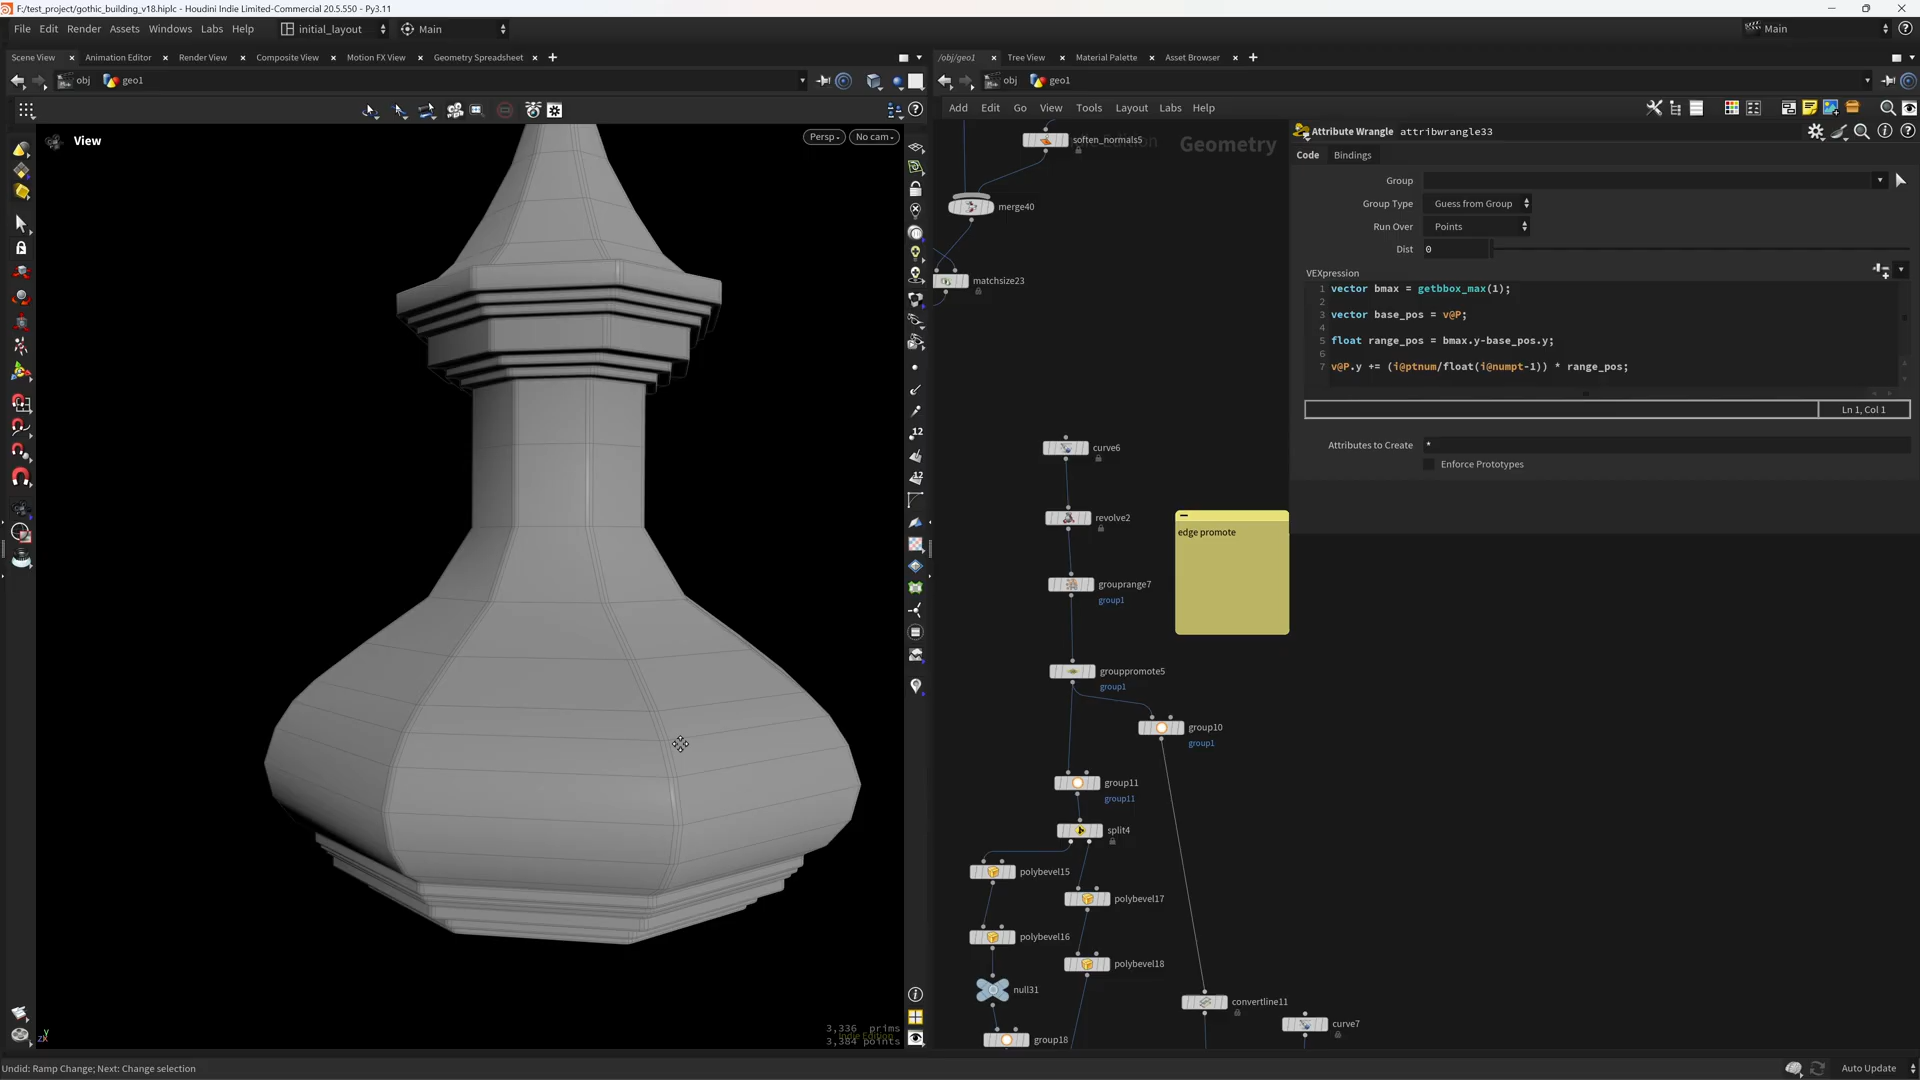 F:/test_project/gothic_building_v18.hiplc - Houdini Indie Limited-Commercial 20.5.550 - Py3.11
File Edit Render Assets Windows Labs Help initial_layout Main Main
Scene View Animation Editor Render View Composite View Motion FX View Geometry Spreadsheet
obj geo1
View
Persp No cam
12
12
3,336 prims
Indie Edition
3,384 points
/obj/geo1 Tree View Material Palette Asset Browser
obj geo1
Add Edit Go View Tools Layout Labs Help
Geometry
soften_normals5
merge40
matchsize23
curve6
revolve2
edge promote
grouprange7
group1
grouppromote5
group1
group10
group1
group11
group11
split4
polybevel15
polybevel17
polybevel16
polybevel18
null31
convertline11
curve7
group18
Attribute Wrangle attribwrangle33
Code Bindings
Group
Group Type Guess from Group
Run Over Points
Dist 0
VEXpression
1 vector bmax = getbbox_max(1);
2
3 vector base_pos = v@P;
4
5 float range_pos = bmax.y-base_pos.y;
6
7 v@P.y += (i@ptnum/float(i@numpt-1)) * range_pos;
Ln 1, Col 1
Attributes to Create *
Enforce Prototypes
Undid: Ramp Change; Next: Change selection
Auto Update